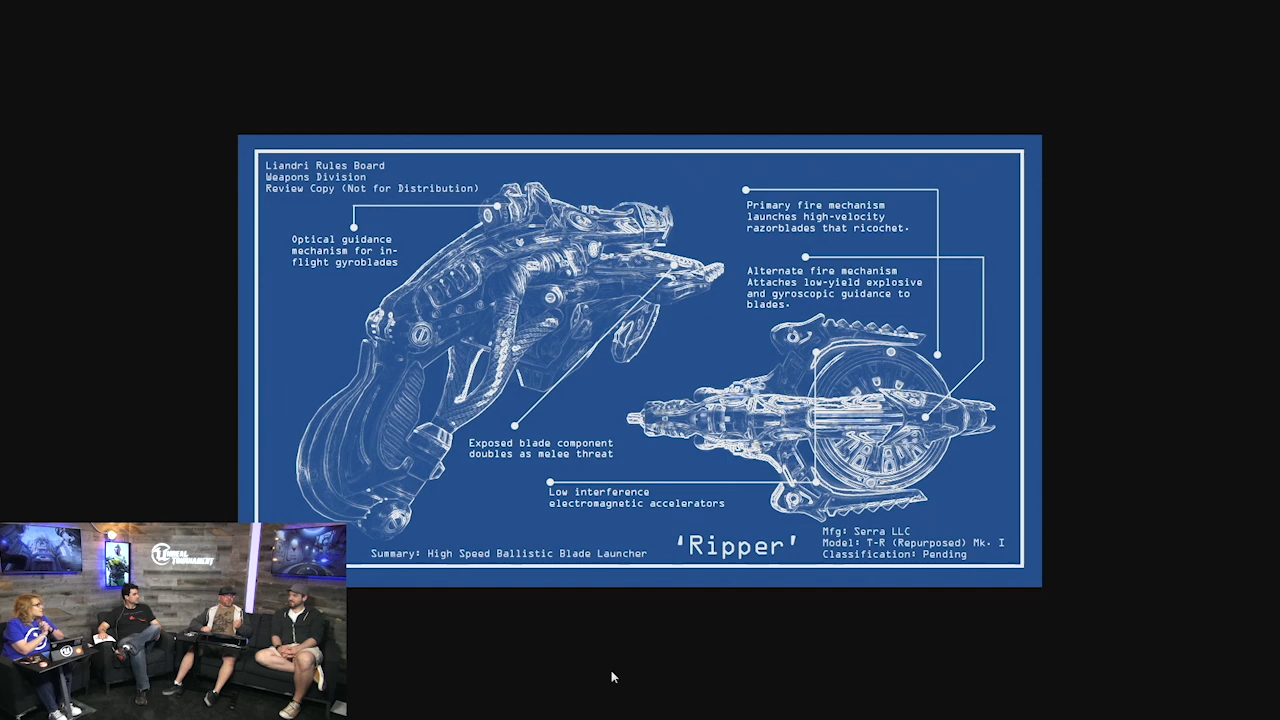 Liandri Rules Board
Weapons Division
Review Copy (Not for Distribution)
Optical guidance
mechanism for in-
flight gyroblades
Primary fire mechanism
launches high-velocity
razorblades that ricochet.
Alternate fire mechanism
Attaches low-yield explosive
and gyroscopic guidance to
blades.
Exposed blade component
doubles as melee threat
Low interference
electromagnetic accelerators
Summary: High Speed Ballistic Blade Launcher
'Ripper'
Mfg: Serra LLC
Model: T-R (Repurposed) Mk. I
Classification: Pending
UNREAL
TOURNAMENT